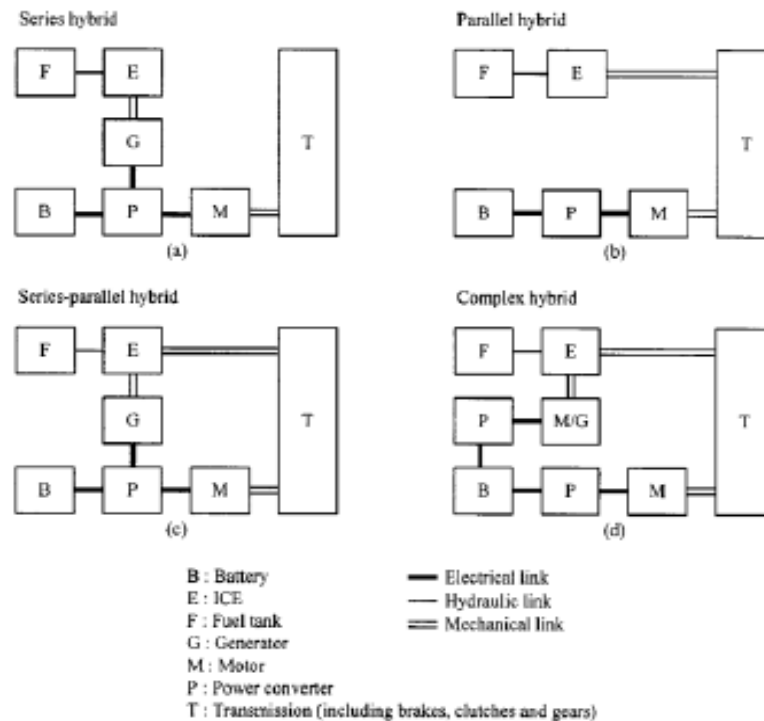 Series hybrid
F E
G
T
B P M
(a)
Parallel hybrid
F E
T
B P M
(b)
Series-parallel hybrid
F E
G
T
B P M
(c)
Complex hybrid
F E
P M/G
T
B P M
(d)
B : Battery
E : ICE
F : Fuel tank
G : Generator
M : Motor
P : Power converter
T : Transmission (including brakes, clutches and gears)
Electrical link
Hydraulic link
Mechanical link